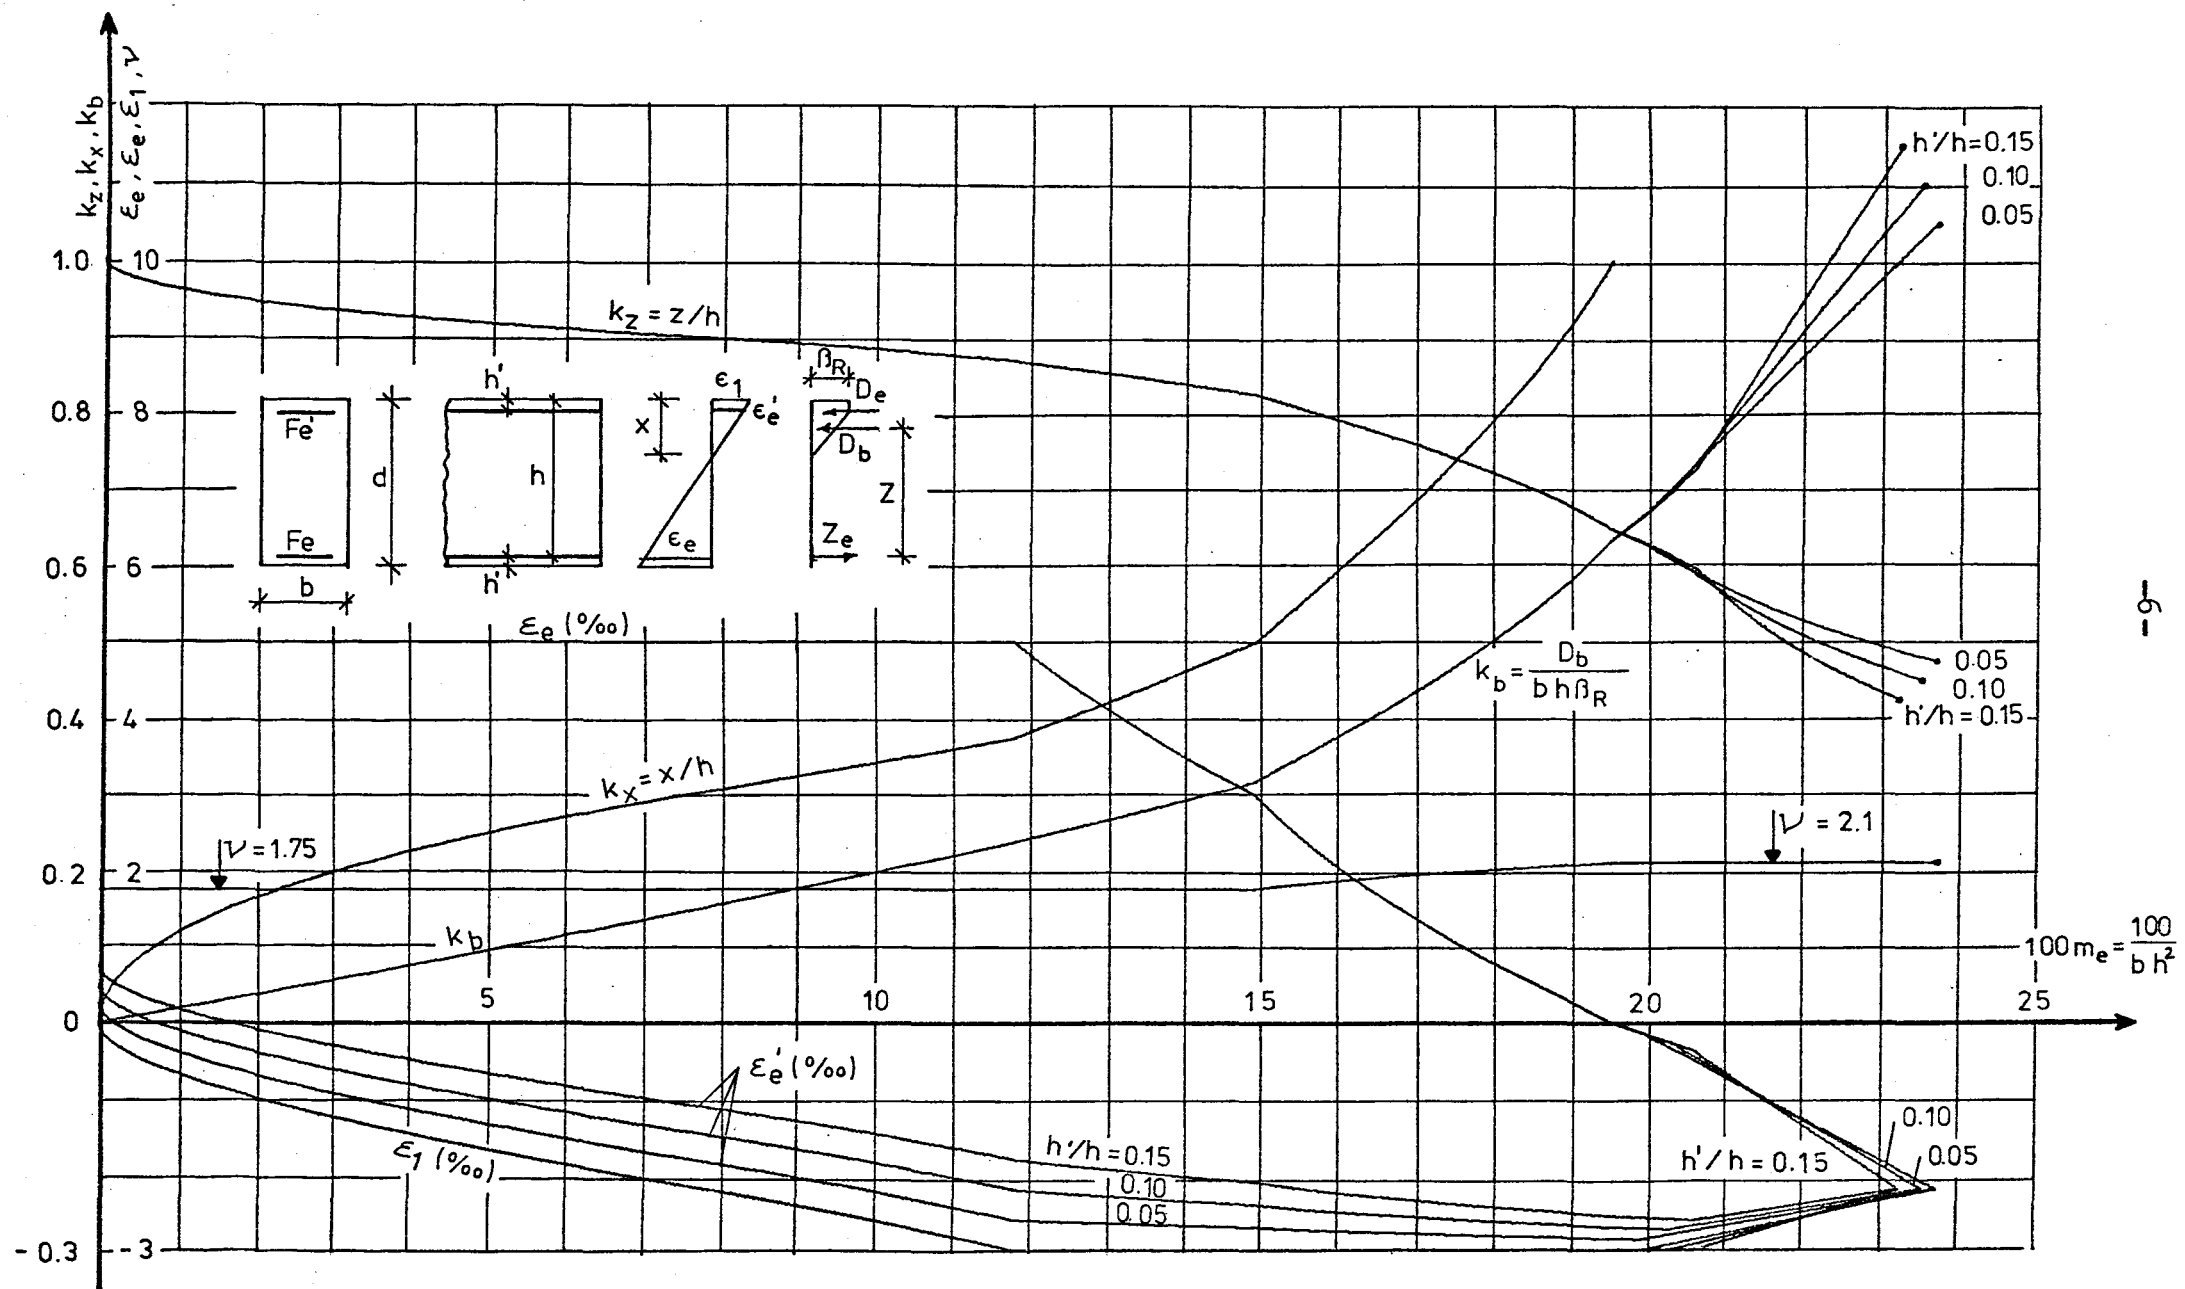 k_z, k_x, k_b
ε_e', ε_e, ε_1, ν
h'/h=0.15
0.10
0.05
1.0
10
k_z = z/h
β_R
h'
ε_1
D_e
ε_e'
0.8
8
Fe'
x
D_b
d
h
z
Fe
ε_e
Z_e
0.6
6
h'
b
-6-
ε_e (‰)
k_b = D_b / b h β_R
0.05
0.10
h'/h = 0.15
0.4
4
k_x = x/h
ν = 1.75
ν = 2.1
0.2
2
k_b
100 m_e = 100 / b h²
5
10
15
20
25
0
ε_e' (‰)
0.10
ε_1 (‰)
h'/h = 0.15
0.10
0.05
h'/h = 0.15
0.05
-0.3
-3